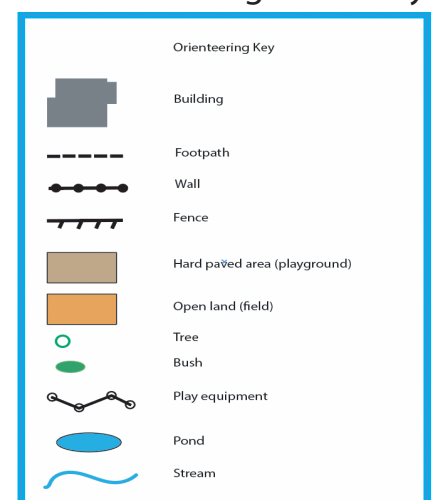 Orienteering Key
Building
Footpath
Wall
Fence
Hard paved area (playground)
Open land (field)
Tree
Bush
Play equipment
Pond
Stream